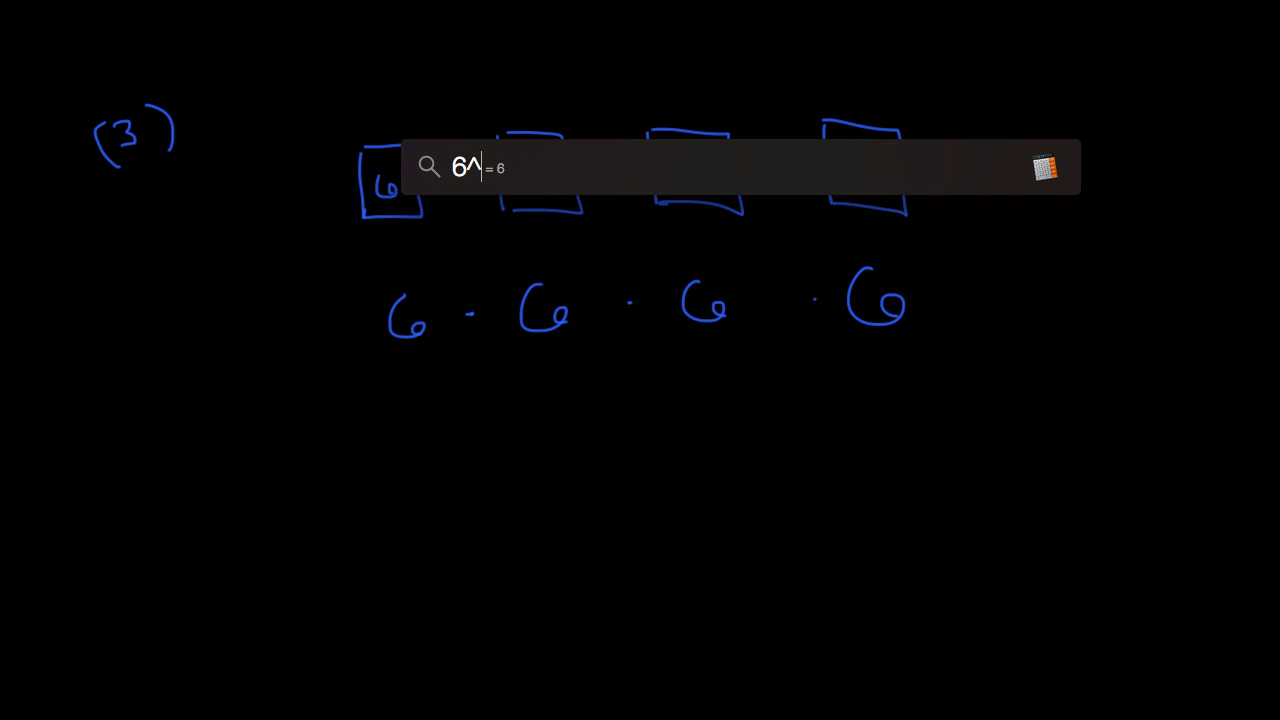 (3)
6^ = 6
6
6 · 6 · 6 · 6